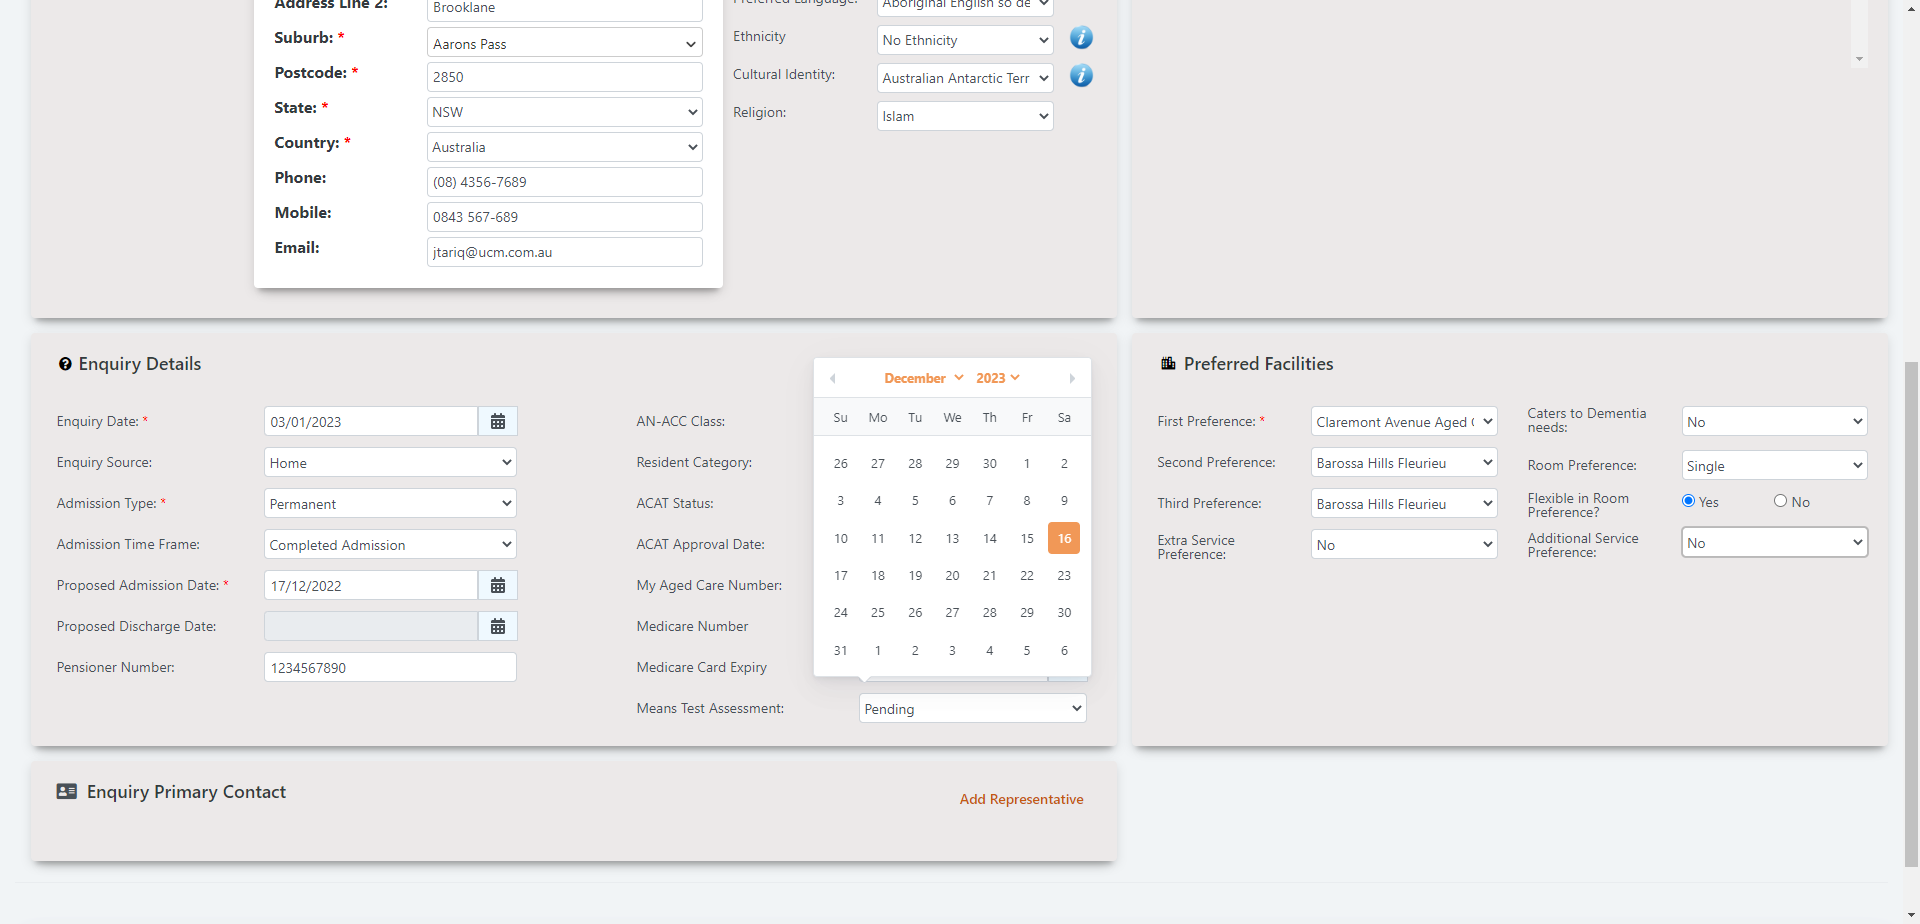 Address Line 2:
Brooklane
Suburb: *
Aarons Pass
Postcode: *
2850
State: *
NSW
Country: *
Australia
Phone:
(08) 4356-7689
Mobile:
0843 567-689
Email:
jtariq@ucm.com.au
Preferred Language:
Aboriginal English so de
Ethnicity
No Ethnicity
Cultural Identity:
Australian Antarctic Terr
Religion:
Islam
Enquiry Details
Enquiry Date: *
03/01/2023
Enquiry Source:
Home
Admission Type: *
Permanent
Admission Time Frame:
Completed Admission
Proposed Admission Date: *
17/12/2022
Proposed Discharge Date:
Pensioner Number:
1234567890
AN-ACC Class:
Resident Category:
ACAT Status:
ACAT Approval Date:
My Aged Care Number:
Medicare Number
Medicare Card Expiry
Means Test Assessment:
Pending
December 2023
Su Mo Tu We Th Fr Sa
26 27 28 29 30 1 2
3 4 5 6 7 8 9
10 11 12 13 14 15 16
17 18 19 20 21 22 23
24 25 26 27 28 29 30
31 1 2 3 4 5 6
Preferred Facilities
First Preference: *
Claremont Avenue Aged C
Second Preference:
Barossa Hills Fleurieu
Third Preference:
Barossa Hills Fleurieu
Extra Service
Preference:
No
Caters to Dementia
needs:
No
Room Preference:
Single
Flexible in Room
Preference?
Yes No
Additional Service
Preference:
No
Enquiry Primary Contact
Add Representative